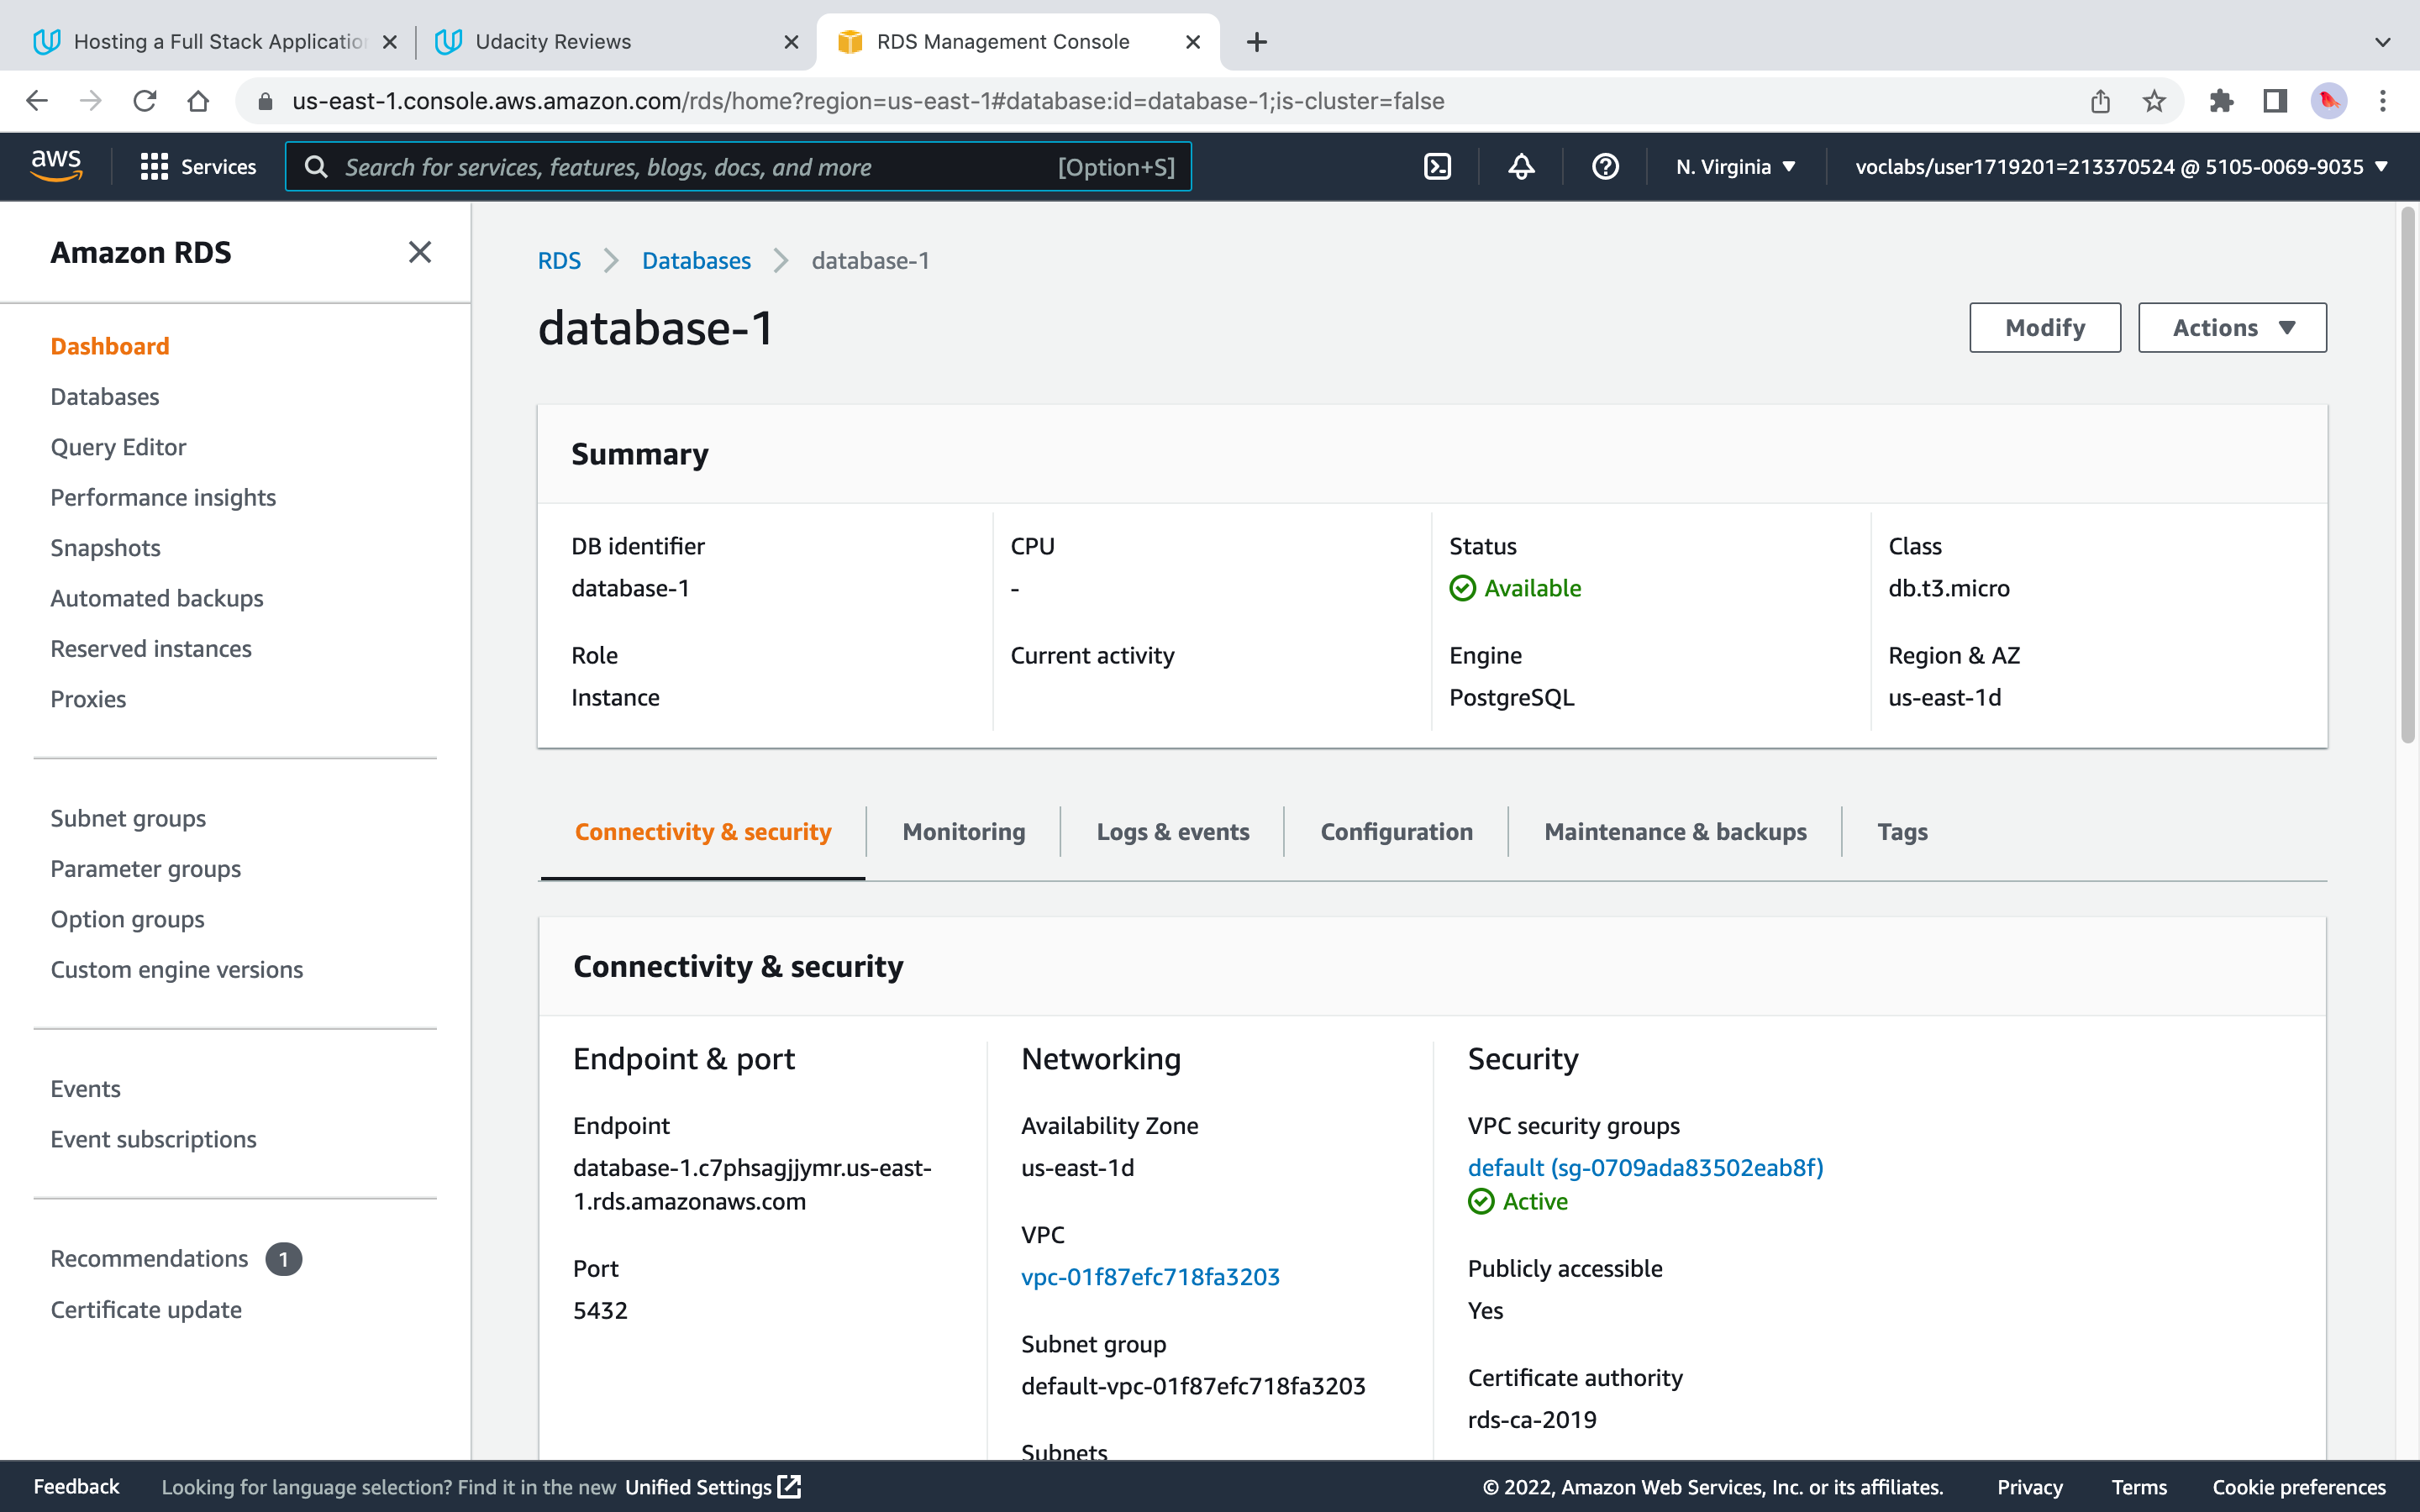 Hosting a Full Stack Application
Udacity Reviews
RDS Management Console
us-east-1.console.aws.amazon.com/rds/home?region=us-east-1#database:id=database-1;is-cluster=false
aws
Services
Search for services, features, blogs, docs, and more
[Option+S]
N. Virginia
voclabs/user1719201=213370524 @ 5105-0069-9035
Amazon RDS
Dashboard
Databases
Query Editor
Performance insights
Snapshots
Automated backups
Reserved instances
Proxies
Subnet groups
Parameter groups
Option groups
Custom engine versions
Events
Event subscriptions
Recommendations 1
Certificate update
RDS > Databases > database-1
database-1
Modify
Actions
Summary
DB identifier
database-1
CPU
-
Status
Available
Class
db.t3.micro
Role
Instance
Current activity
Engine
PostgreSQL
Region & AZ
us-east-1d
Connectivity & security
Monitoring
Logs & events
Configuration
Maintenance & backups
Tags
Connectivity & security
Endpoint & port
Endpoint
database-1.c7phsagjjymr.us-east-
1.rds.amazonaws.com
Port
5432
Networking
Availability Zone
us-east-1d
VPC
vpc-01f87efc718fa3203
Subnet group
default-vpc-01f87efc718fa3203
Subnets
Security
VPC security groups
default (sg-0709ada83502eab8f)
Active
Publicly accessible
Yes
Certificate authority
rds-ca-2019
Feedback
Looking for language selection? Find it in the new Unified Settings
© 2022, Amazon Web Services, Inc. or its affiliates.
Privacy
Terms
Cookie preferences